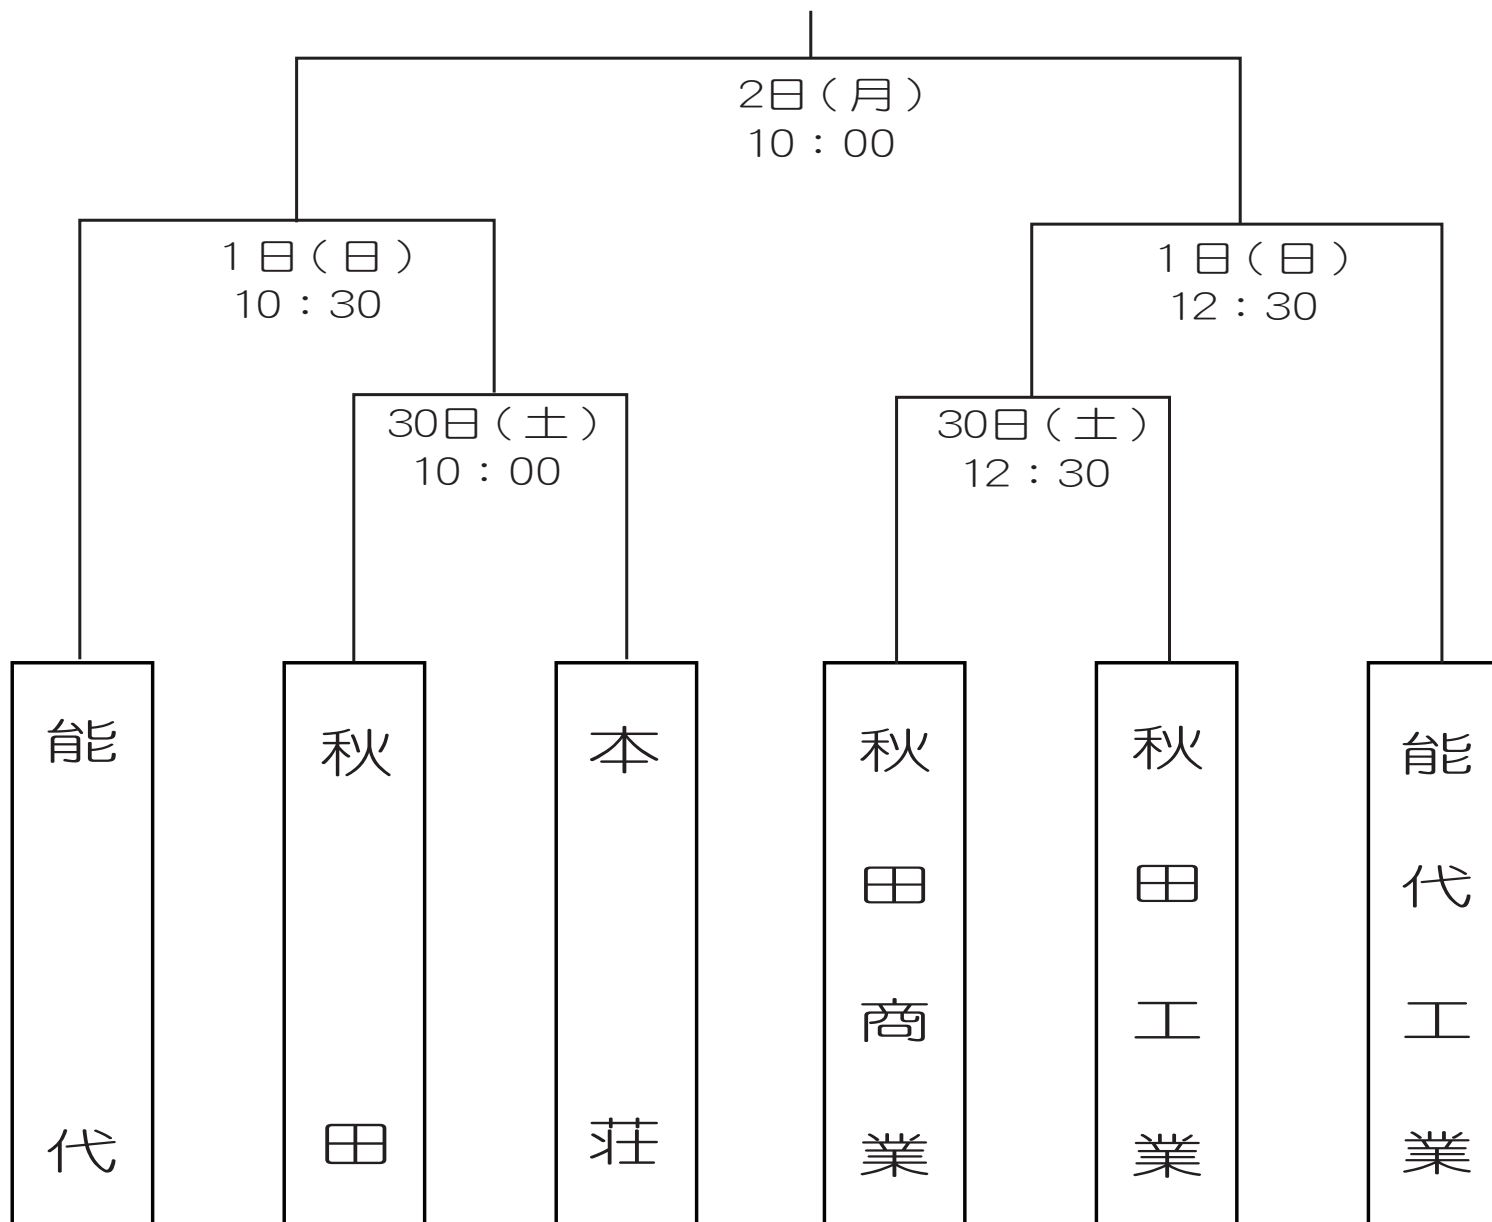 2日（月）
10：00
1日（日）
10：30
1日（日）
12：30
30日（土）
10：00
30日（土）
12：30
能代
秋田
本荘
秋田商業
秋田工業
能代工業